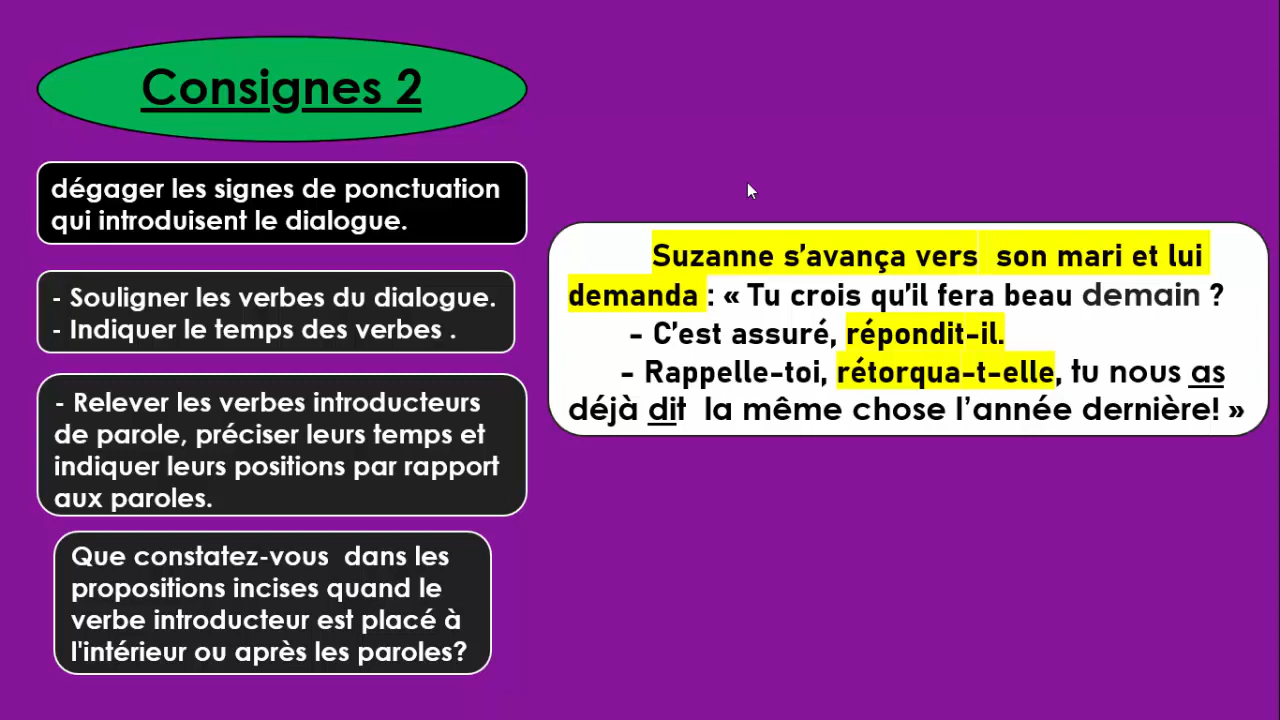 Consignes 2
dégager les signes de ponctuation
qui introduisent le dialogue.
- Souligner les verbes du dialogue.
- Indiquer le temps des verbes .
- Relever les verbes introducteurs
de parole, préciser leurs temps et
indiquer leurs positions par rapport
aux paroles.
Que constatez-vous dans les
propositions incises quand le
verbe introducteur est placé à
l'intérieur ou après les paroles?
Suzanne s’avança vers son mari et lui
demanda : « Tu crois qu’il fera beau demain ?
- C’est assuré, répondit-il.
- Rappelle-toi, rétorqua-t-elle, tu nous as
déjà dit la même chose l’année dernière! »